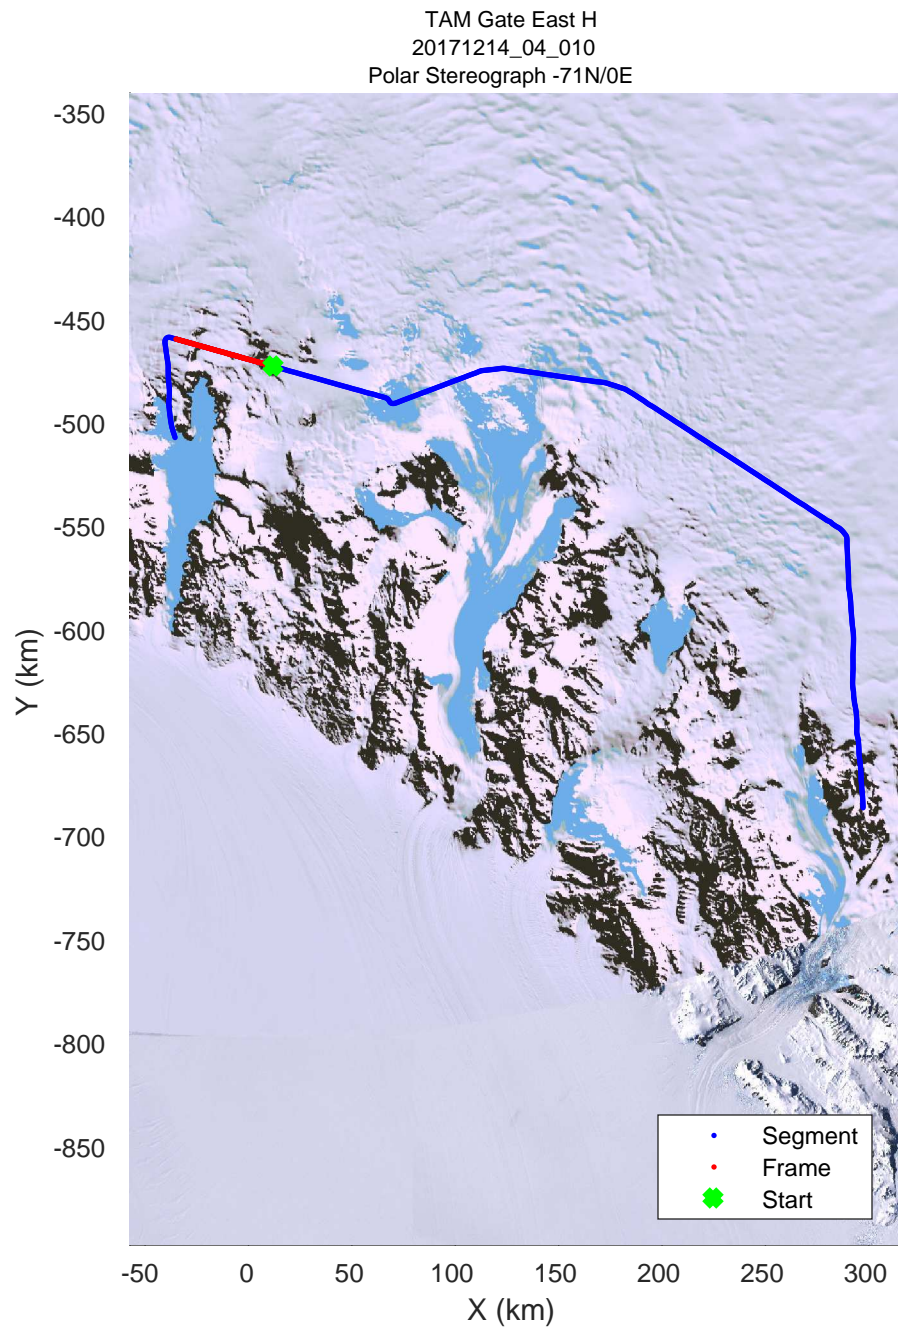 TAM Gate East H
20171214_04_010
Polar Stereograph -71N/0E
-350
-400
-450
-500
-550
-600
-650
-700
-750
-800
-850
Y (km)
Segment
Frame
Start
-50 0 50 100 150 200 250 300
X (km)